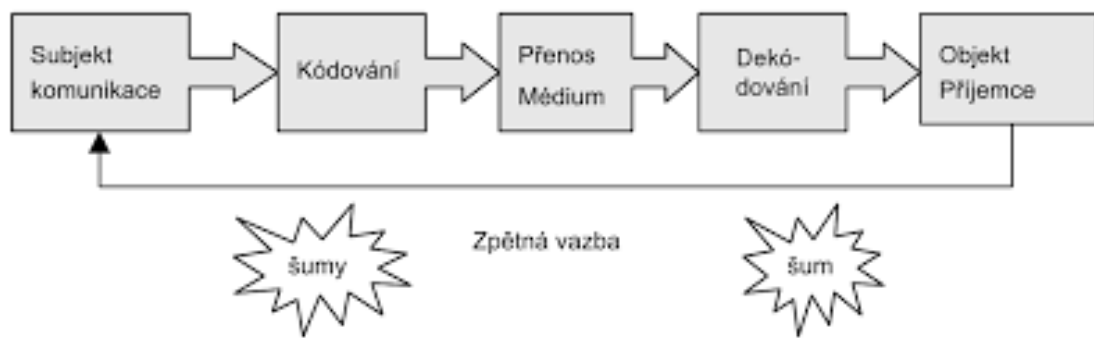 Subjekt
komunikace
Kódování
Přenos
Médium
Dekó-
dování
Objekt
Příjemce
Zpětná vazba
šumy
šum